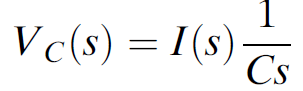 V_C(s) = I(s) \frac{1}{Cs}